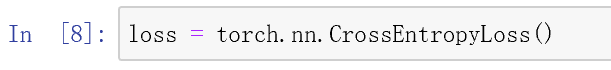 In [8]: loss = torch.nn.CrossEntropyLoss()